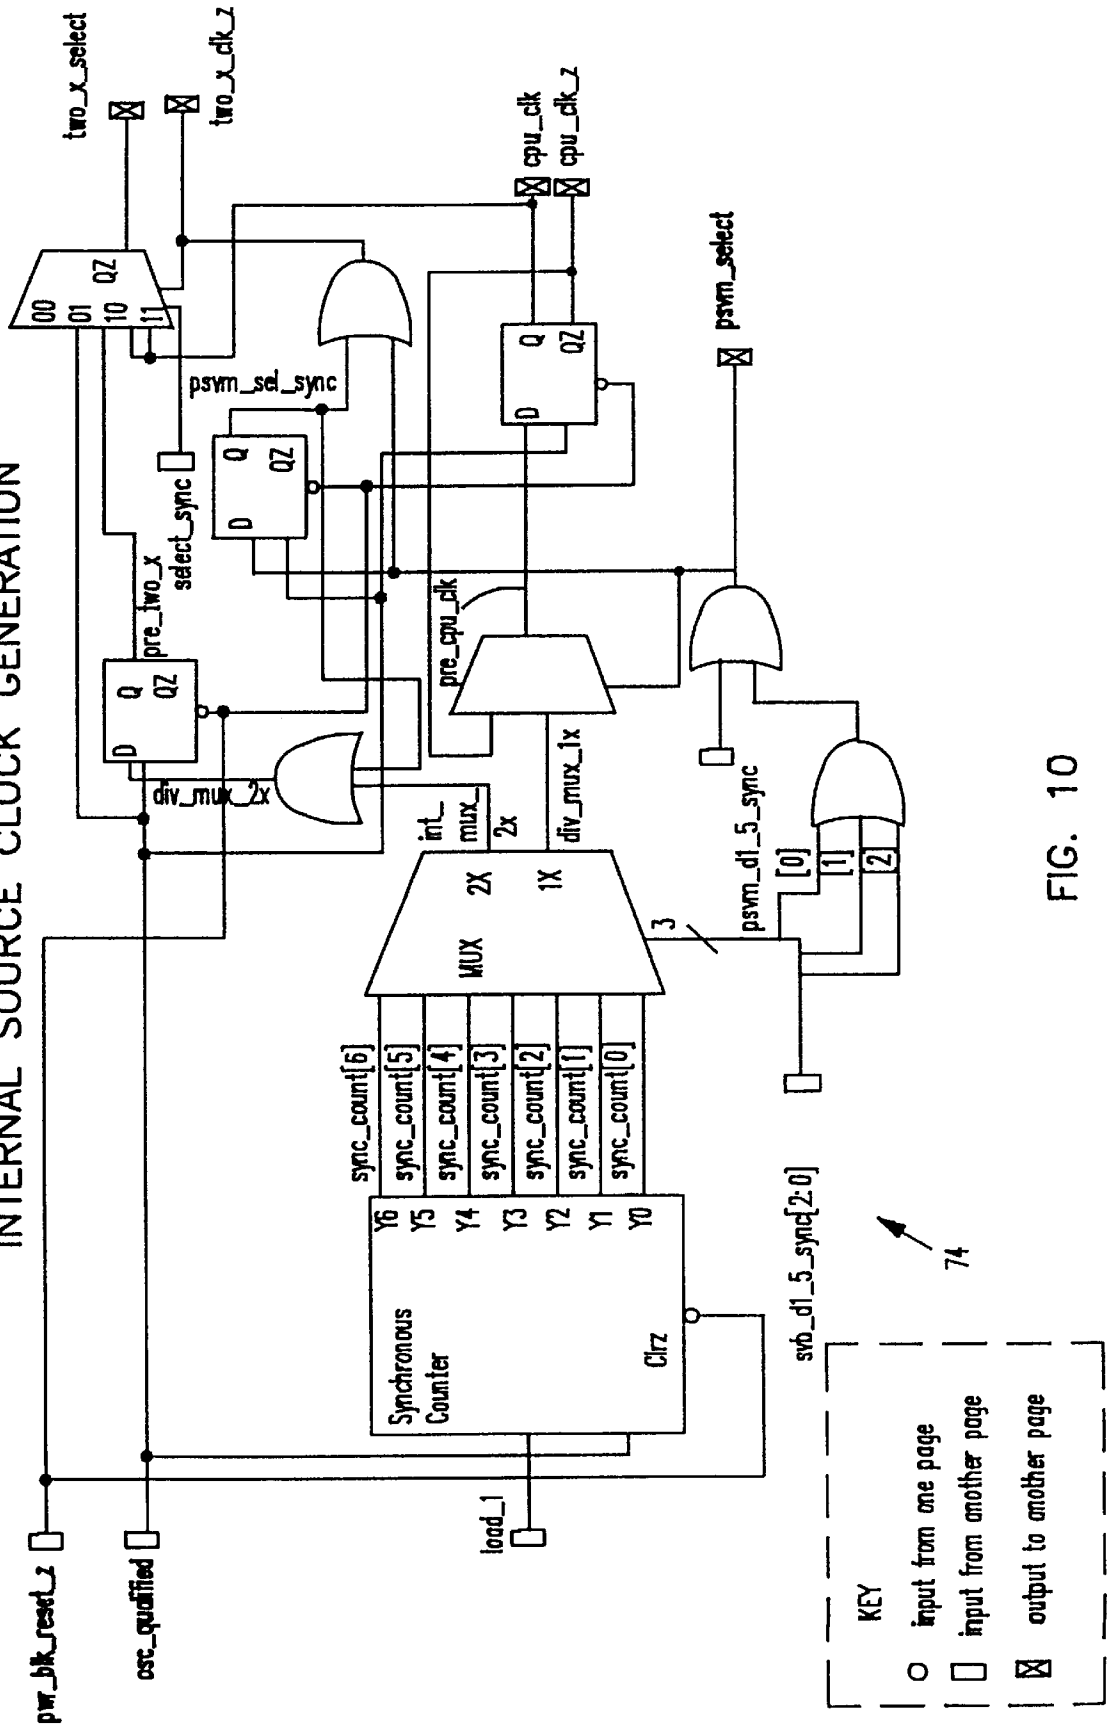 INTERNAL SOURCE CLOCK GENERATION
pwr_blk_reset_z
osc_qualified
load_1
Synchronous
Counter
Clrz
Y6
Y5
Y4
Y3
Y2
Y1
Y0
sync_count[6]
sync_count[5]
sync_count[4]
sync_count[3]
sync_count[2]
sync_count[1]
sync_count[0]
MUX
2X
1X
int_
mux_
2x
div_mux_1x
div_mux_2x
3
D
Q
QZ
pre_two_x
select_sync
00
01
10
11
QZ
two_x_select
two_x_clk_z
D
Q
QZ
psvm_sel_sync
pre_cpu_clk
D
Q
QZ
cpu_clk
cpu_clk_z
psvm_select
psvm_d1_5_sync
[0]
[1]
[2]
svb_d1_5_sync[2:0]
74
KEY
input from one page
input from another page
output to another page
FIG. 10